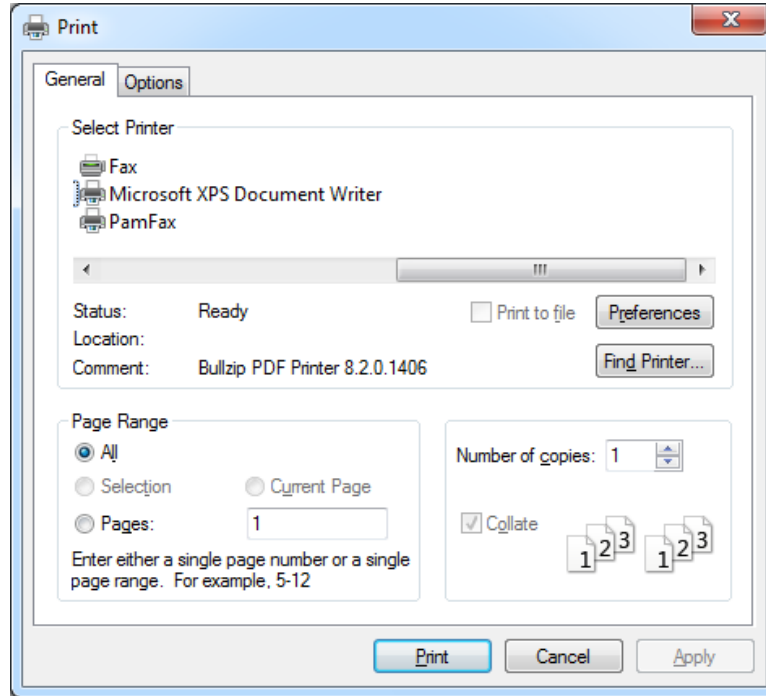 Print
General Options
Select Printer
Fax
Microsoft XPS Document Writer
PamFax
Status: Ready
Print to file
Preferences
Location:
Comment: Bullzip PDF Printer 8.2.0.1406
Find Printer...
Page Range
All
Selection Current Page
Pages: 1
Enter either a single page number or a single
page range. For example, 5-12
Number of copies: 1
Collate
1 2 3 1 2 3
Print Cancel Apply